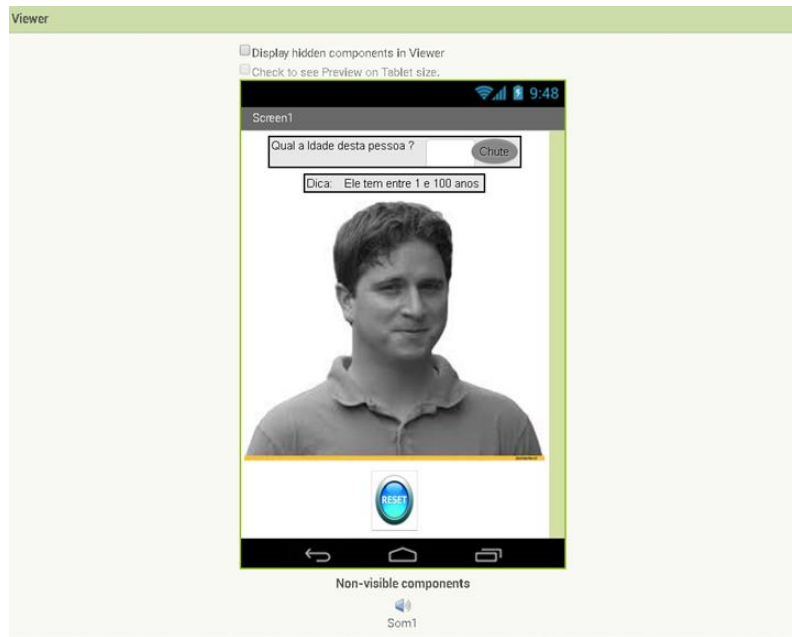 Viewer
Display hidden components in Viewer
Check to see Preview on Tablet size.
9:48
Screen1
Qual a Idade desta pessoa ? Chute
Dica: Ele tem entre 1 e 100 anos
RESET
Non-visible components
Som1